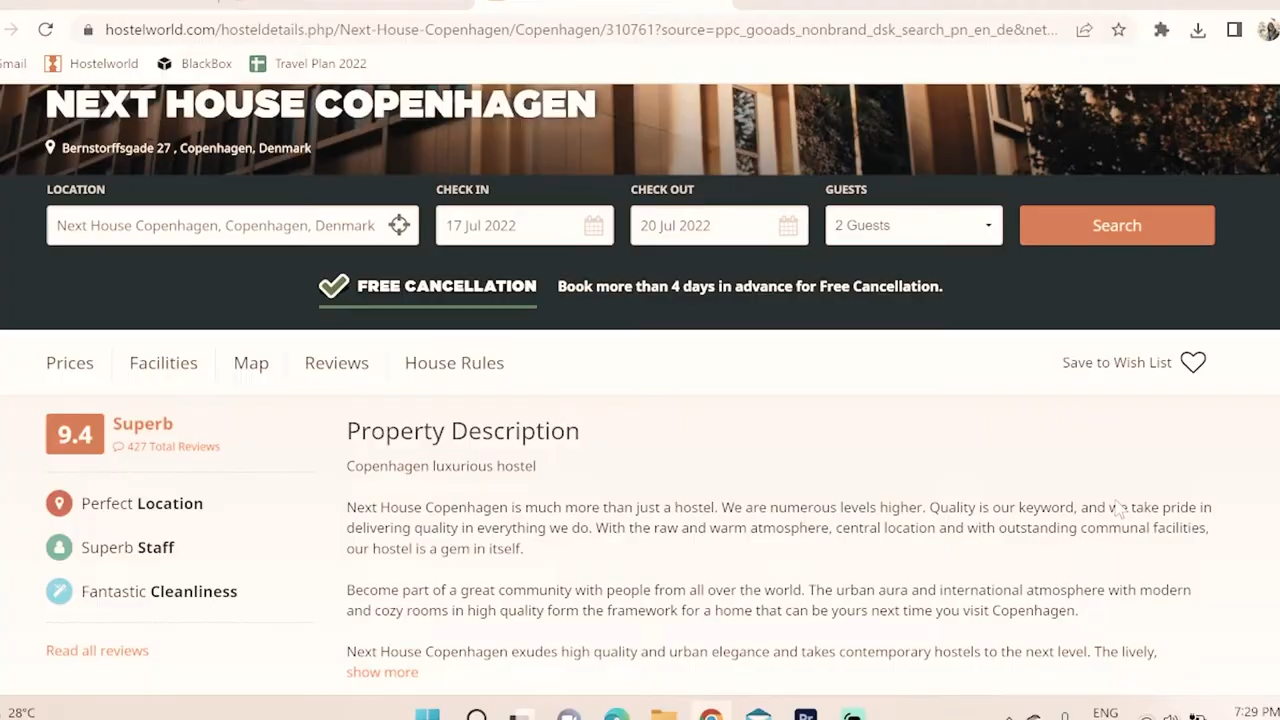 hostelworld.com/hosteldetails.php/Next-House-Copenhagen/Copenhagen/310761?source=ppc_gooads_nonbrand_dsk_search_pn_en_de&net...
Gmail Hostelworld BlackBox Travel Plan 2022
NEXT HOUSE COPENHAGEN
Bernstorffsgade 27 , Copenhagen, Denmark
LOCATION CHECK IN CHECK OUT GUESTS
Next House Copenhagen, Copenhagen, Denmark 17 Jul 2022 20 Jul 2022 2 Guests Search
FREE CANCELLATION Book more than 4 days in advance for Free Cancellation.
Prices Facilities Map Reviews House Rules Save to Wish List
9.4 Superb
427 Total Reviews
Perfect Location
Superb Staff
Fantastic Cleanliness
Read all reviews
Property Description
Copenhagen luxurious hostel
Next House Copenhagen is much more than just a hostel. We are numerous levels higher. Quality is our keyword, and we take pride in
delivering quality in everything we do. With the raw and warm atmosphere, central location and with outstanding communal facilities,
our hostel is a gem in itself.
Become part of a great community with people from all over the world. The urban aura and international atmosphere with modern
and cozy rooms in high quality form the framework for a home that can be yours next time you visit Copenhagen.
Next House Copenhagen exudes high quality and urban elegance and takes contemporary hostels to the next level. The lively,
show more
28°C Pr ENG 7:29 PM